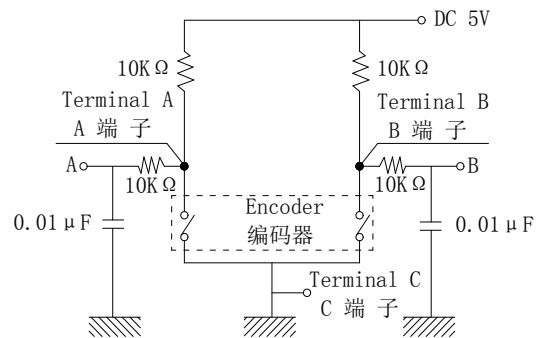 DC 5V
10KΩ
10KΩ
Terminal A
A 端 子
Terminal B
B 端 子
A
10KΩ
10KΩ
B
0.01μF
Encoder
编码器
0.01μF
Terminal C
C 端 子